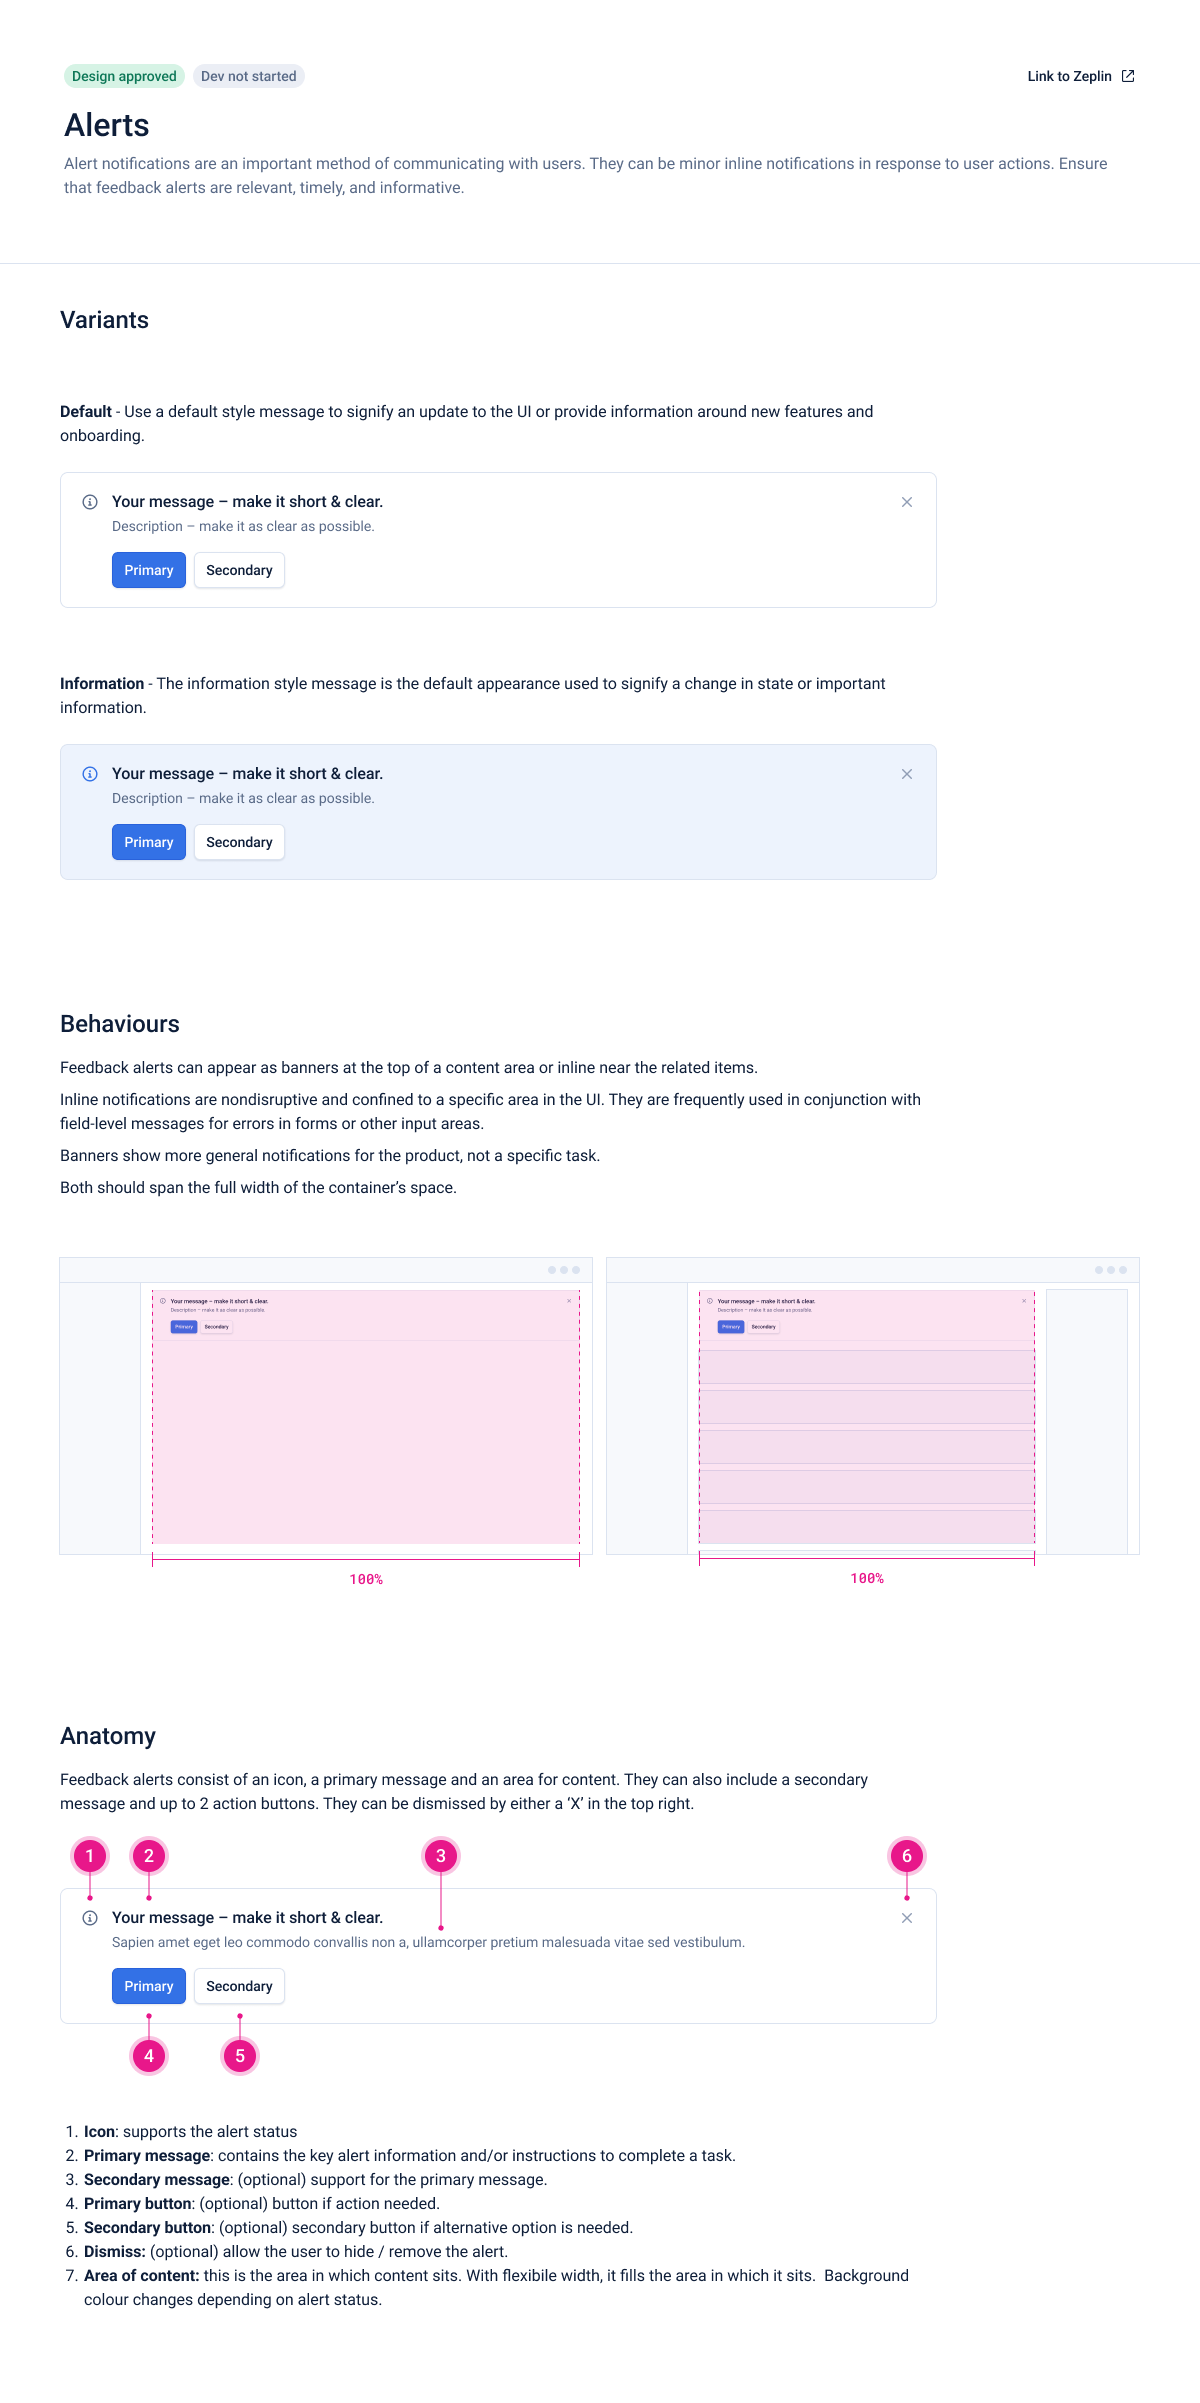 Design approved
Dev not started
Link to Zeplin
Alerts
Alert notifications are an important method of communicating with users. They can be minor inline notifications in response to user actions. Ensure
that feedback alerts are relevant, timely, and informative.
Variants
Default - Use a default style message to signify an update to the UI or provide information around new features and
onboarding.
Your message – make it short & clear.
Description – make it as clear as possible.
Primary
Secondary
Information - The information style message is the default appearance used to signify a change in state or important
information.
Your message – make it short & clear.
Description – make it as clear as possible.
Primary
Secondary
Behaviours
Feedback alerts can appear as banners at the top of a content area or inline near the related items.
Inline notifications are nondisruptive and confined to a specific area in the UI. They are frequently used in conjunction with
field-level messages for errors in forms or other input areas.
Banners show more general notifications for the product, not a specific task.
Both should span the full width of the container’s space.
Your message – make it short & clear.
Description – make it as clear as possible.
Primary
Secondary
100%
Your message – make it short & clear.
Description – make it as clear as possible.
Primary
Secondary
100%
Anatomy
Feedback alerts consist of an icon, a primary message and an area for content. They can also include a secondary
message and up to 2 action buttons. They can be dismissed by either a ‘X’ in the top right.
1
2
3
6
Your message – make it short & clear.
Sapien amet eget leo commodo convallis non a, ullamcorper pretium malesuada vitae sed vestibulum.
Primary
Secondary
4
5
1. Icon: supports the alert status
2. Primary message: contains the key alert information and/or instructions to complete a task.
3. Secondary message: (optional) support for the primary message.
4. Primary button: (optional) button if action needed.
5. Secondary button: (optional) secondary button if alternative option is needed.
6. Dismiss: (optional) allow the user to hide / remove the alert.
7. Area of content: this is the area in which content sits. With flexibile width, it fills the area in which it sits.  Background
colour changes depending on alert status.